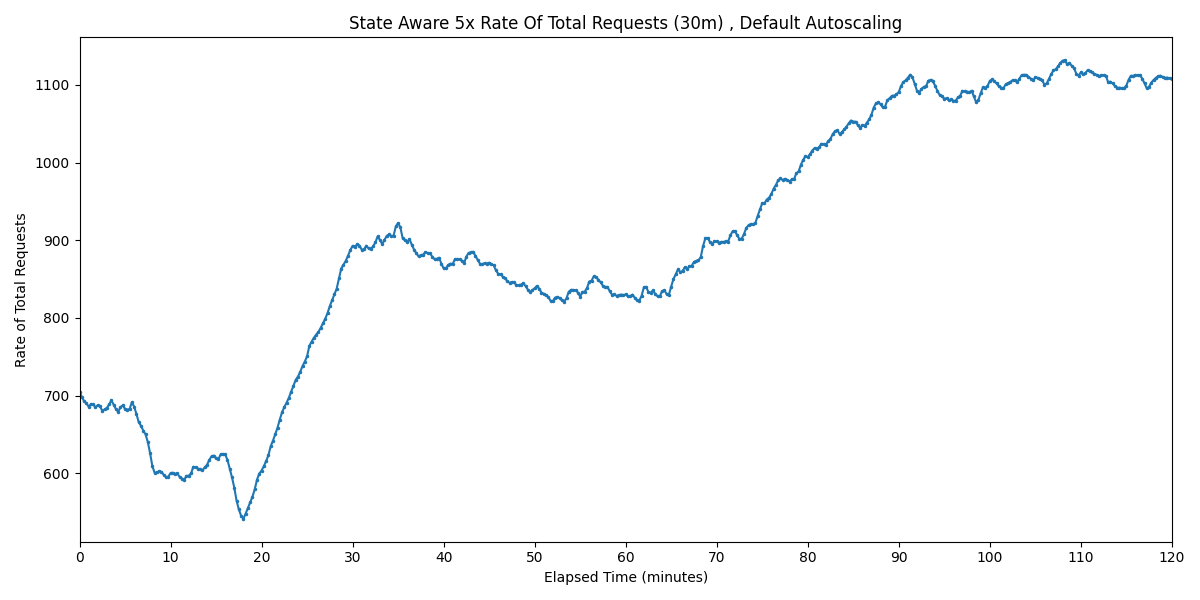 State Aware 5x Rate Of Total Requests (30m) , Default Autoscaling
Rate of Total Requests
1100
1000
900
800
700
600
0 10 20 30 40 50 60 70 80 90 100 110 120
Elapsed Time (minutes)